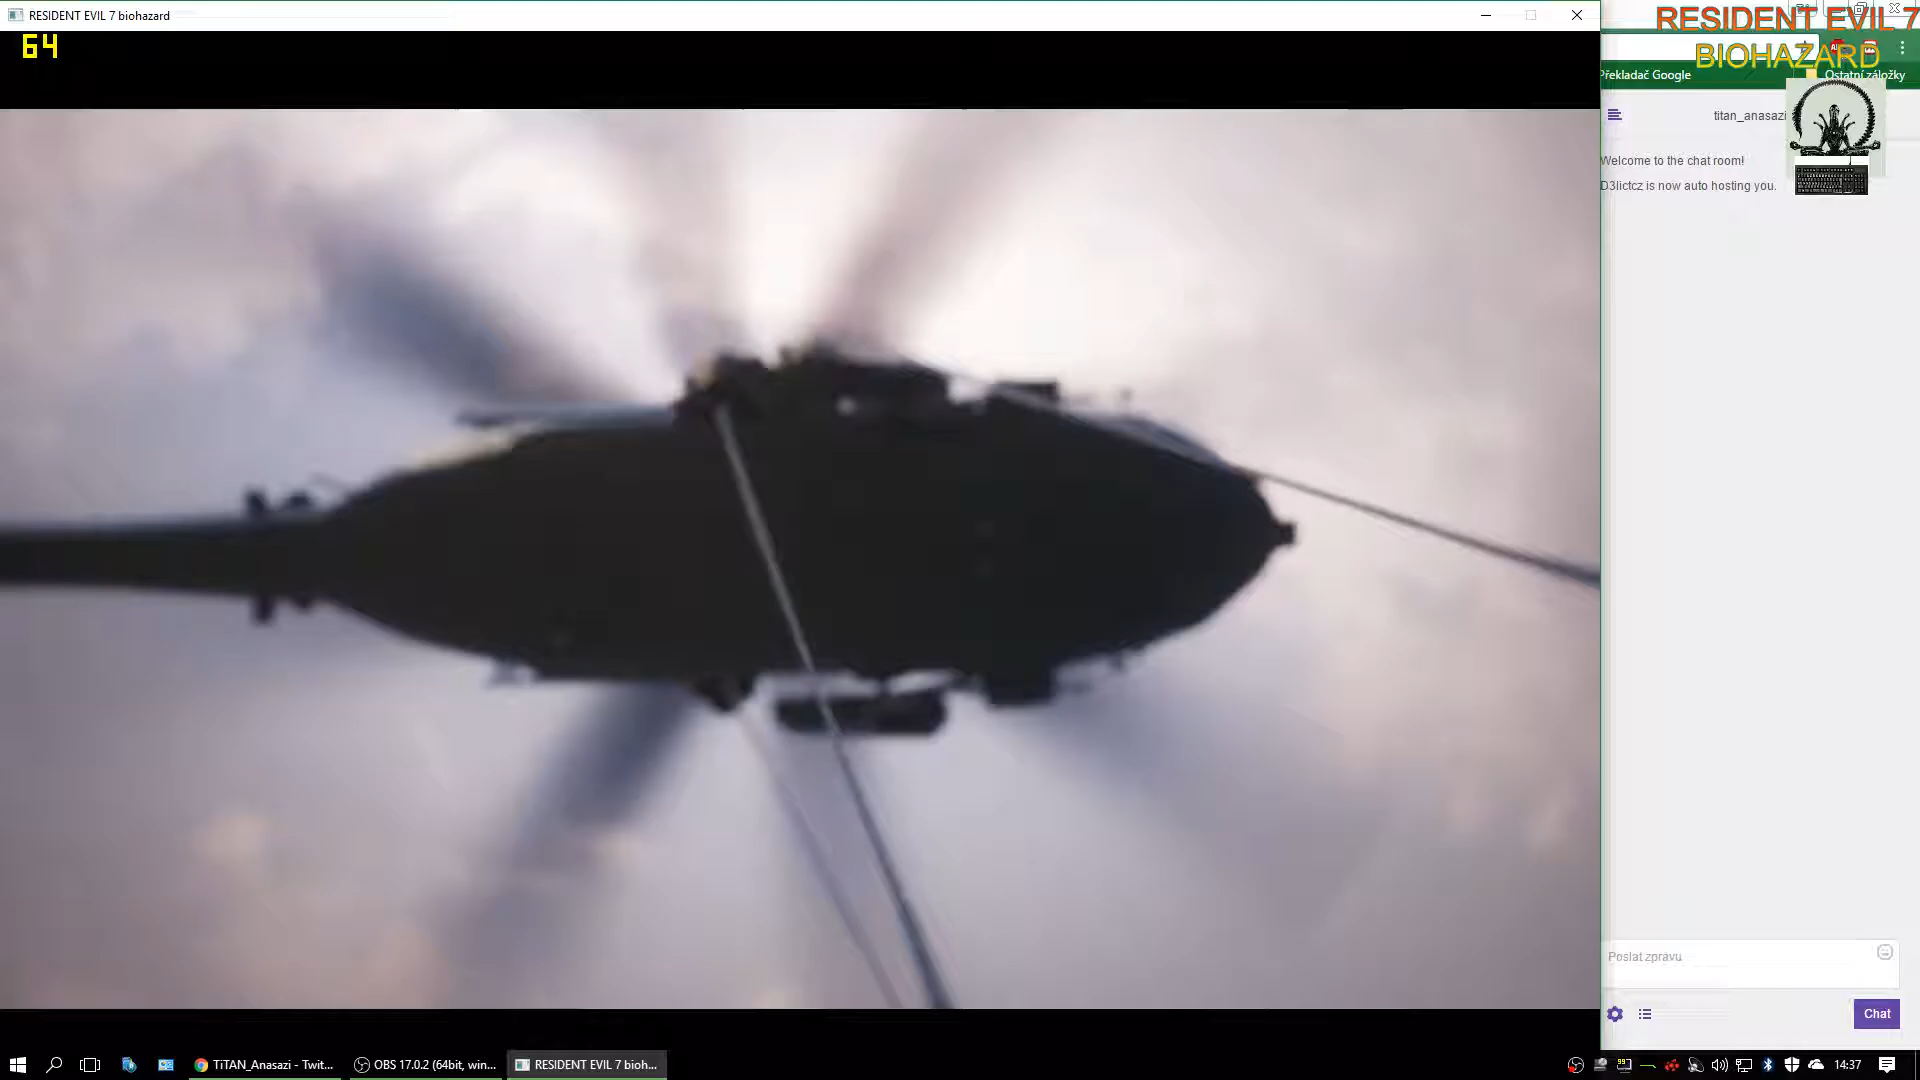 RESIDENT EVIL 7 biohazard
64
RESIDENT EVIL 7
BIOHAZARD
Překladač Google
Ostatní záložky
titan_anasazi
Welcome to the chat room!
D3lictcz is now auto hosting you.
Poslat zprávu
Chat
TiTAN_Anasazi - Twit...
OBS 17.0.2 (64bit, win...
RESIDENT EVIL 7 bioh...
14:37